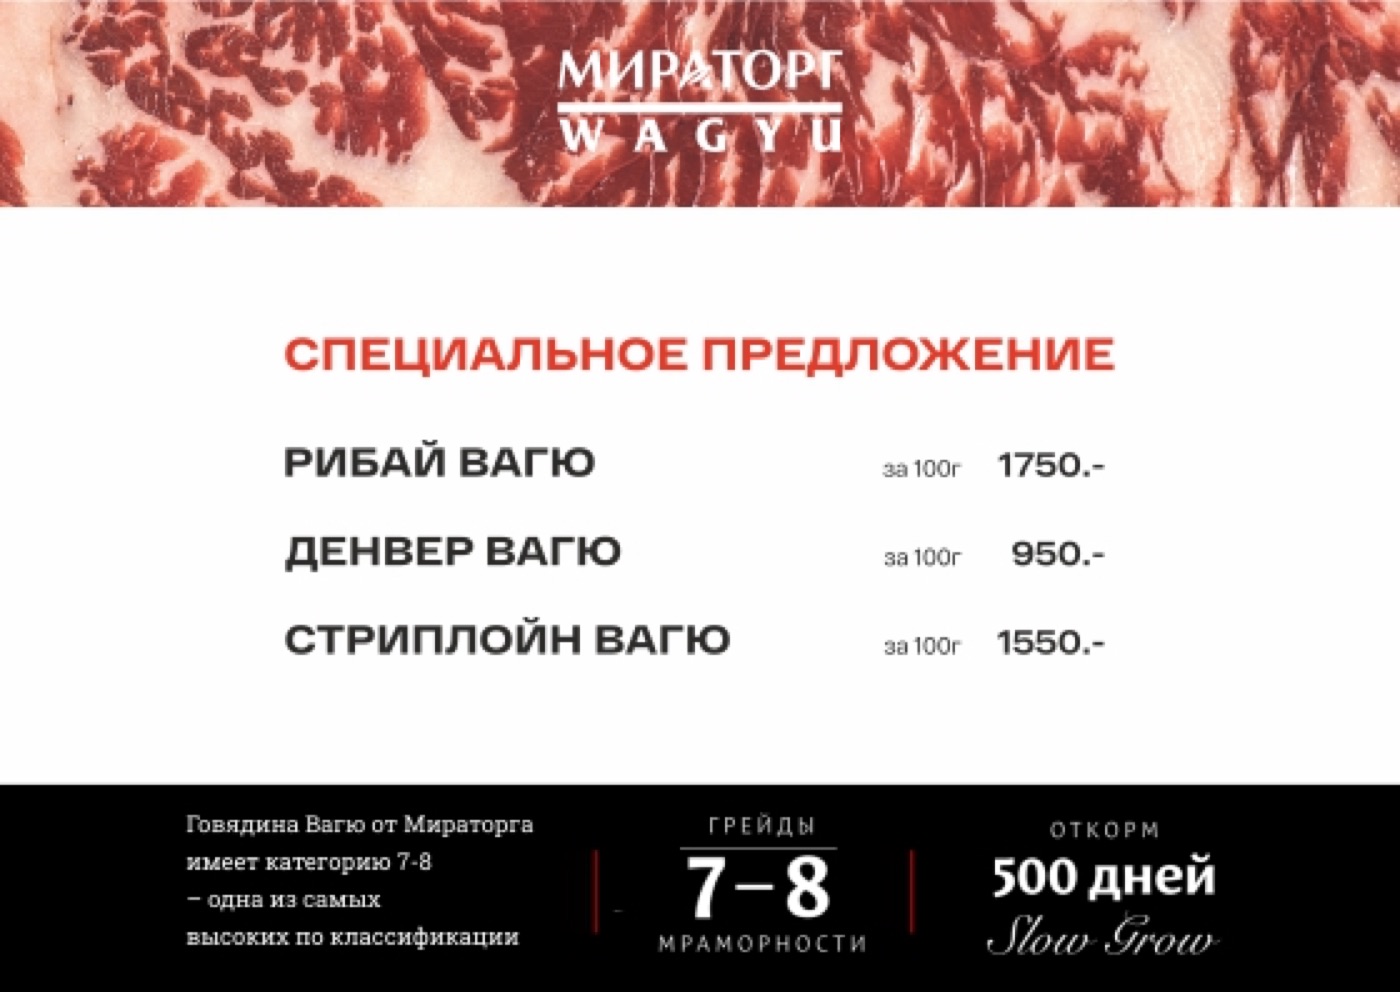 МИРАТОРГ
WAGYU
СПЕЦИАЛЬНОЕ ПРЕДЛОЖЕНИЕ
РИБАЙ ВАГЮ за 100г 1750.-
ДЕНВЕР ВАГЮ за 100г 950.-
СТРИПЛОЙН ВАГЮ за 100г 1550.-
Говядина Вагю от Мираторга
имеет категорию 7-8
– одна из самых
высоких по классификации
ГРЕЙДЫ
7–8
МРАМОРНОСТИ
ОТКОРМ
500 дней
Slow Grow